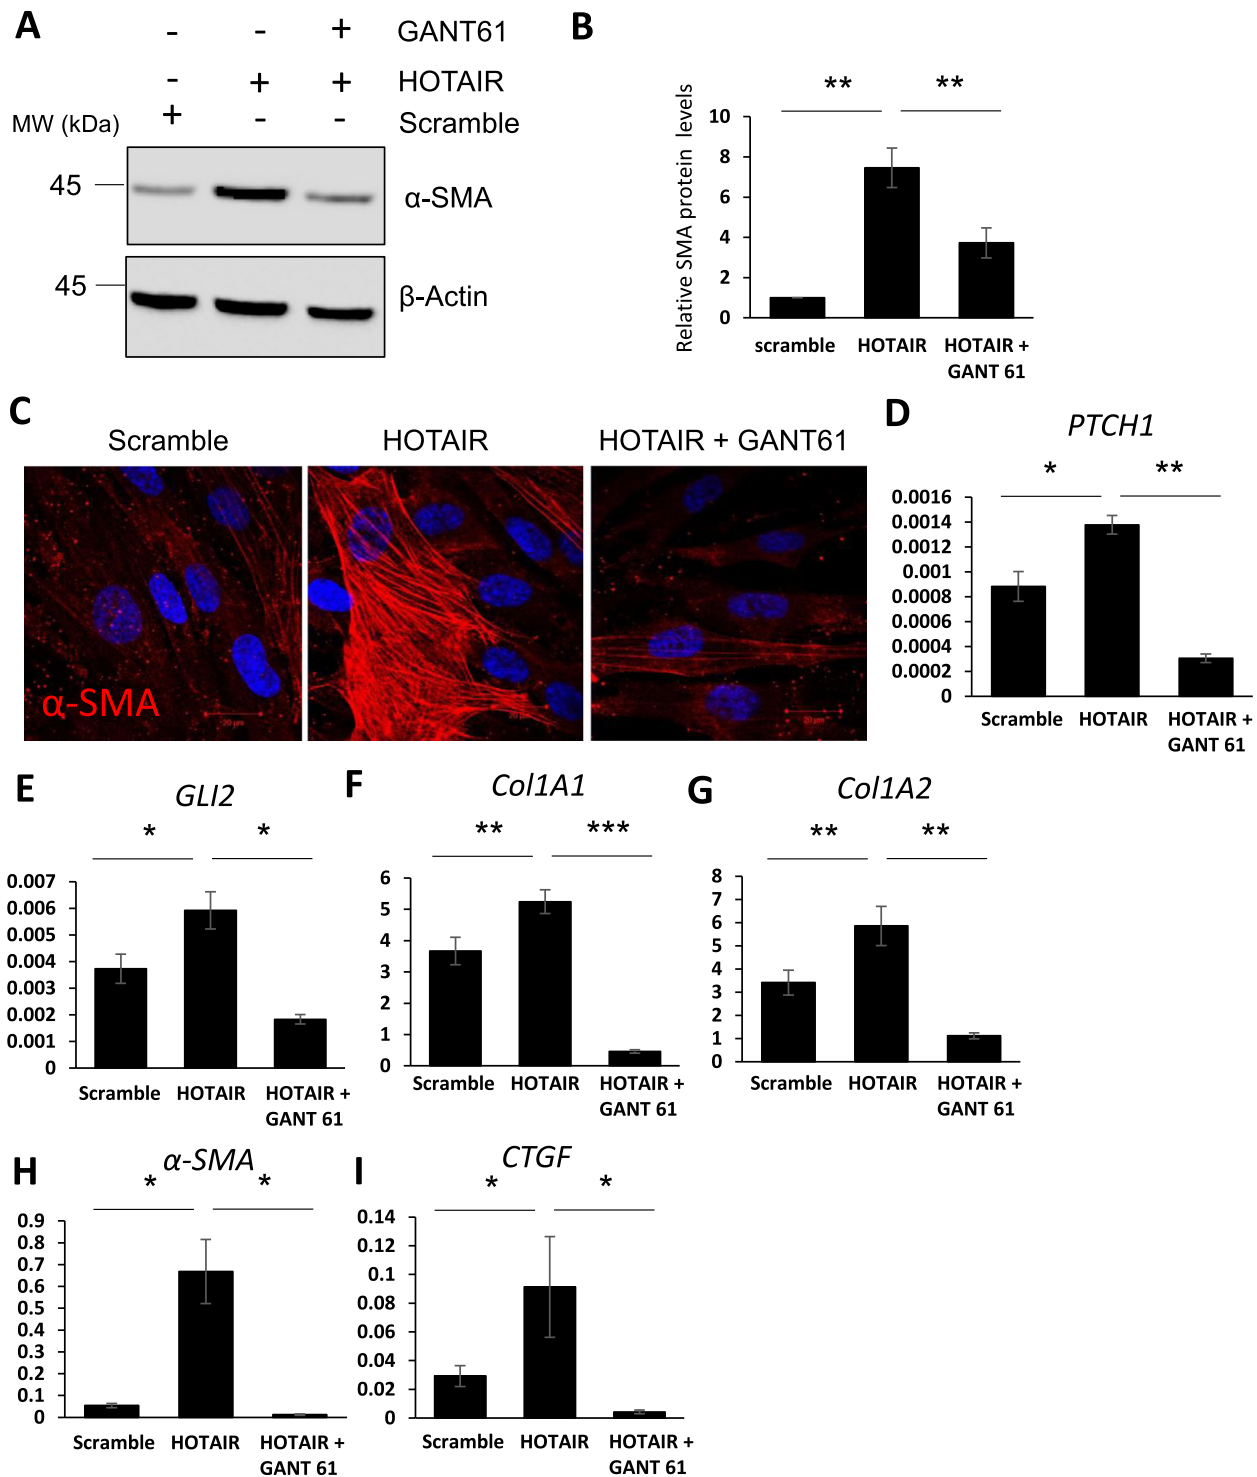 A
- - + GANT61
- + + HOTAIR
MW (kDa) + - - Scramble
45 α-SMA
45 β-Actin
B
** **
Relative SMA protein levels
10
8
6
4
2
0
scramble HOTAIR HOTAIR +
GANT 61
C
Scramble HOTAIR HOTAIR + GANT61
α-SMA
20 μm 20 μm 20 μm
D PTCH1
* **
0.0016
0.0014
0.0012
0.001
0.0008
0.0006
0.0004
0.0002
0
Scramble HOTAIR HOTAIR +
GANT 61
E GLI2
* *
0.007
0.006
0.005
0.004
0.003
0.002
0.001
0
Scramble HOTAIR HOTAIR +
GANT 61
F Col1A1
** ***
6
5
4
3
2
1
0
Scramble HOTAIR HOTAIR +
GANT 61
G Col1A2
** **
8
7
6
5
4
3
2
1
0
Scramble HOTAIR HOTAIR +
GANT 61
H α-SMA
* *
0.9
0.8
0.7
0.6
0.5
0.4
0.3
0.2
0.1
0
Scramble HOTAIR HOTAIR +
GANT 61
I CTGF
* *
0.14
0.12
0.1
0.08
0.06
0.04
0.02
0
Scramble HOTAIR HOTAIR +
GANT 61